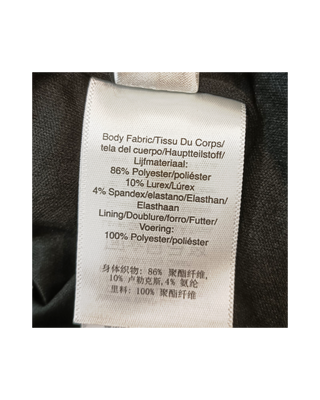 Body Fabric/Tissu Du Corps/
tela del cuerpo/Hauptteilstoff/
Lijfmateriaal:
86% Polyester/poliéster
10% Lurex/Lúrex
4% Spandex/elastano/Elasthan/
Elasthaan
Lining/Doublure/forro/Futter/
Voering:
100% Polyester/poliéster
身体织物: 86% 聚酯纤维,
10% 卢勒克斯,4% 氨纶
里料: 100% 聚酯纤维